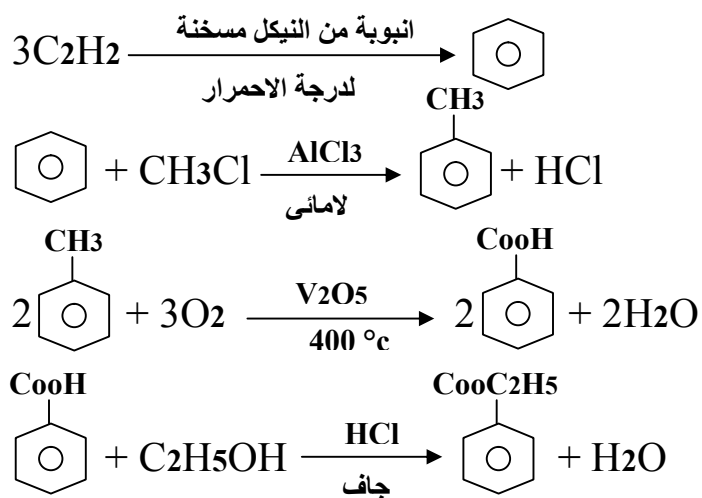 انبوبة من النيكل مسخنة
3C2H2
لدرجة الاحمرار
CH3
+ CH3Cl AlCl3 + HCl
لامائى
CH3 CooH
2 + 3O2 V2O5 2 + 2H2O
400 °c
CooH CooC2H5
+ C2H5OH HCl + H2O
جاف